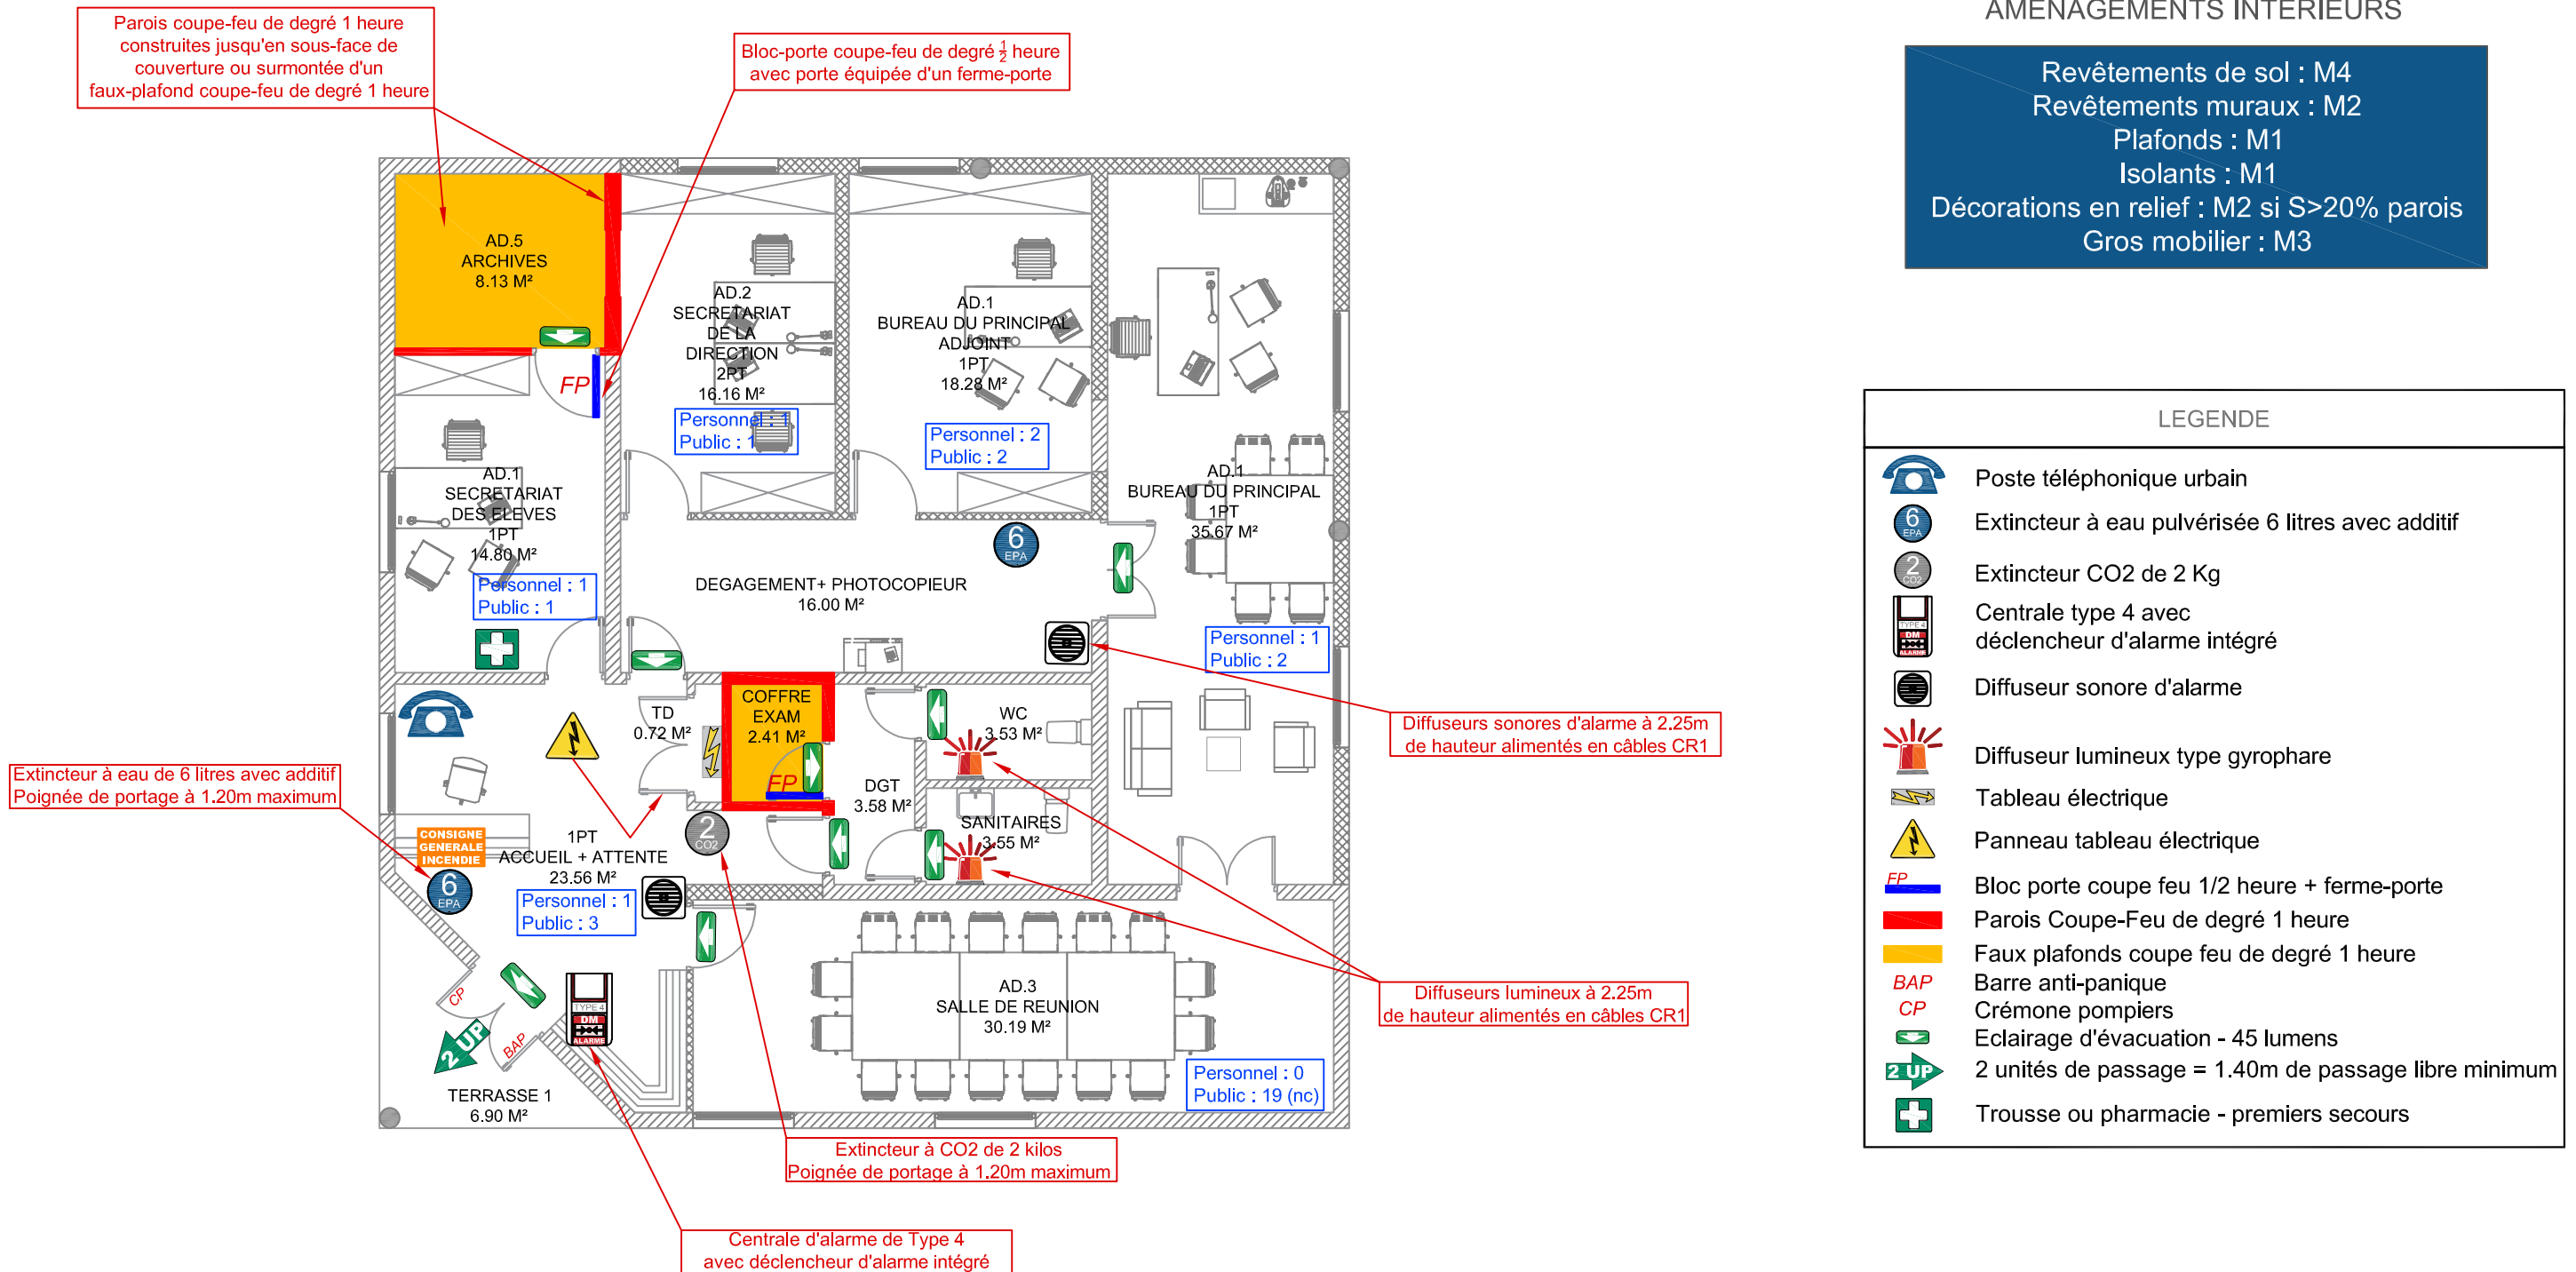 AMENAGEMENTS INTERIEURS
Revêtements de sol : M4
Revêtements muraux : M2
Plafonds : M1
Isolants : M1
Décorations en relief : M2 si S>20% parois
Gros mobilier : M3
Parois coupe-feu de degré 1 heure
construites jusqu'en sous-face de
couverture ou surmontée d'un
faux-plafond coupe-feu de degré 1 heure
Bloc-porte coupe-feu de degré ½ heure
avec porte équipée d'un ferme-porte
AD.5
ARCHIVES
8.13 M²
FP
AD.2
SECRETARIAT
DE LA
DIRECTION
2PT
16.16 M²
Personnel : 1
Public : 1
AD.1
BUREAU DU PRINCIPAL
ADJOINT
1PT
18.28 M²
Personnel : 2
Public : 2
AD.1
BUREAU DU PRINCIPAL
1PT
35.67 M²
Personnel : 1
Public : 2
AD.1
SECRETARIAT
DES ELEVES
1PT
14.80 M²
Personnel : 1
Public : 1
6
EPA
DEGAGEMENT+ PHOTOCOPIEUR
16.00 M²
TD
0.72 M²
COFFRE
EXAM
2.41 M²
FP
WC
3.53 M²
DGT
3.58 M²
SANITAIRES
3.55 M²
Diffuseurs sonores d'alarme à 2.25m
de hauteur alimentés en câbles CR1
Extincteur à eau de 6 litres avec additif
Poignée de portage à 1.20m maximum
CONSIGNE
GENERALE
INCENDIE
6
EPA
2
CO2
1PT
ACCUEIL + ATTENTE
23.56 M²
Personnel : 1
Public : 3
CP
BAP
2 UP
TYPE 4
DM
ALARME
TERRASSE 1
6.90 M²
AD.3
SALLE DE REUNION
30.19 M²
Personnel : 0
Public : 19 (nc)
Diffuseurs lumineux à 2.25m
de hauteur alimentés en câbles CR1
Extincteur à CO2 de 2 kilos
Poignée de portage à 1.20m maximum
Centrale d'alarme de Type 4
avec déclencheur d'alarme intégré
LEGENDE
Poste téléphonique urbain
6
EPA
Extincteur à eau pulvérisée 6 litres avec additif
2
CO2
Extincteur CO2 de 2 Kg
TYPE 4
DM
ALARME
Centrale type 4 avec
déclencheur d'alarme intégré
Diffuseur sonore d'alarme
Diffuseur lumineux type gyrophare
Tableau électrique
Panneau tableau électrique
FP
Bloc porte coupe feu 1/2 heure + ferme-porte
Parois Coupe-Feu de degré 1 heure
Faux plafonds coupe feu de degré 1 heure
BAP Barre anti-panique
CP Crémone pompiers
Eclairage d'évacuation - 45 lumens
2 UP 2 unités de passage = 1.40m de passage libre minimum
Trousse ou pharmacie - premiers secours